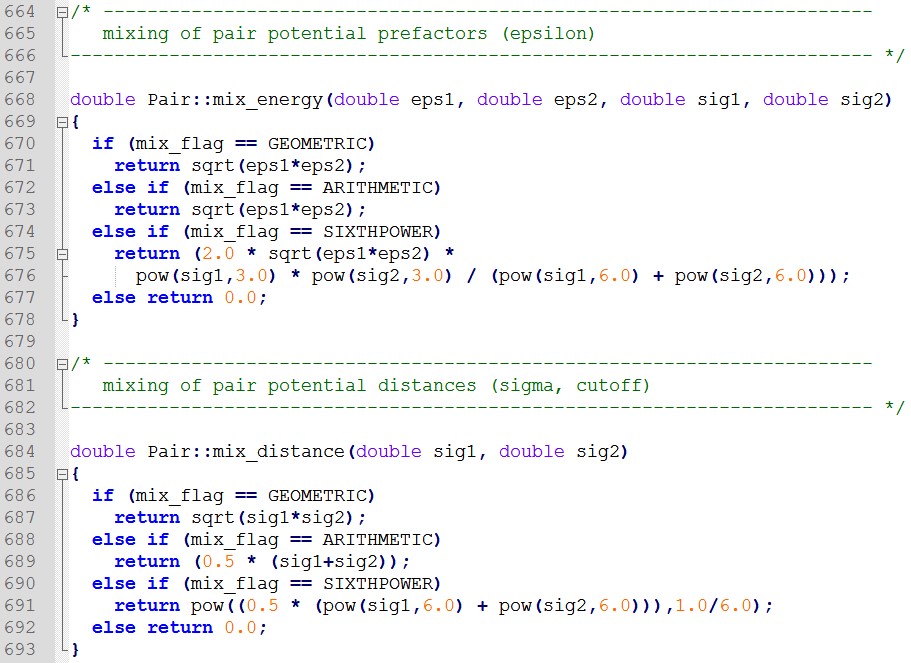 664 /* ----------------------------------------------------------------------
665    mixing of pair potential prefactors (epsilon)
666 ------------------------------------------------------------------------- */
667
668 double Pair::mix_energy(double eps1, double eps2, double sig1, double sig2)
669 {
670   if (mix_flag == GEOMETRIC)
671     return sqrt(eps1*eps2);
672   else if (mix_flag == ARITHMETIC)
673     return sqrt(eps1*eps2);
674   else if (mix_flag == SIXTHPOWER)
675     return (2.0 * sqrt(eps1*eps2) *
676       pow(sig1,3.0) * pow(sig2,3.0) / (pow(sig1,6.0) + pow(sig2,6.0)));
677   else return 0.0;
678 }
679
680 /* ----------------------------------------------------------------------
681    mixing of pair potential distances (sigma, cutoff)
682 ------------------------------------------------------------------------- */
683
684 double Pair::mix_distance(double sig1, double sig2)
685 {
686   if (mix_flag == GEOMETRIC)
687     return sqrt(sig1*sig2);
688   else if (mix_flag == ARITHMETIC)
689     return (0.5 * (sig1+sig2));
690   else if (mix_flag == SIXTHPOWER)
691     return pow((0.5 * (pow(sig1,6.0) + pow(sig2,6.0))),1.0/6.0);
692   else return 0.0;
693 }